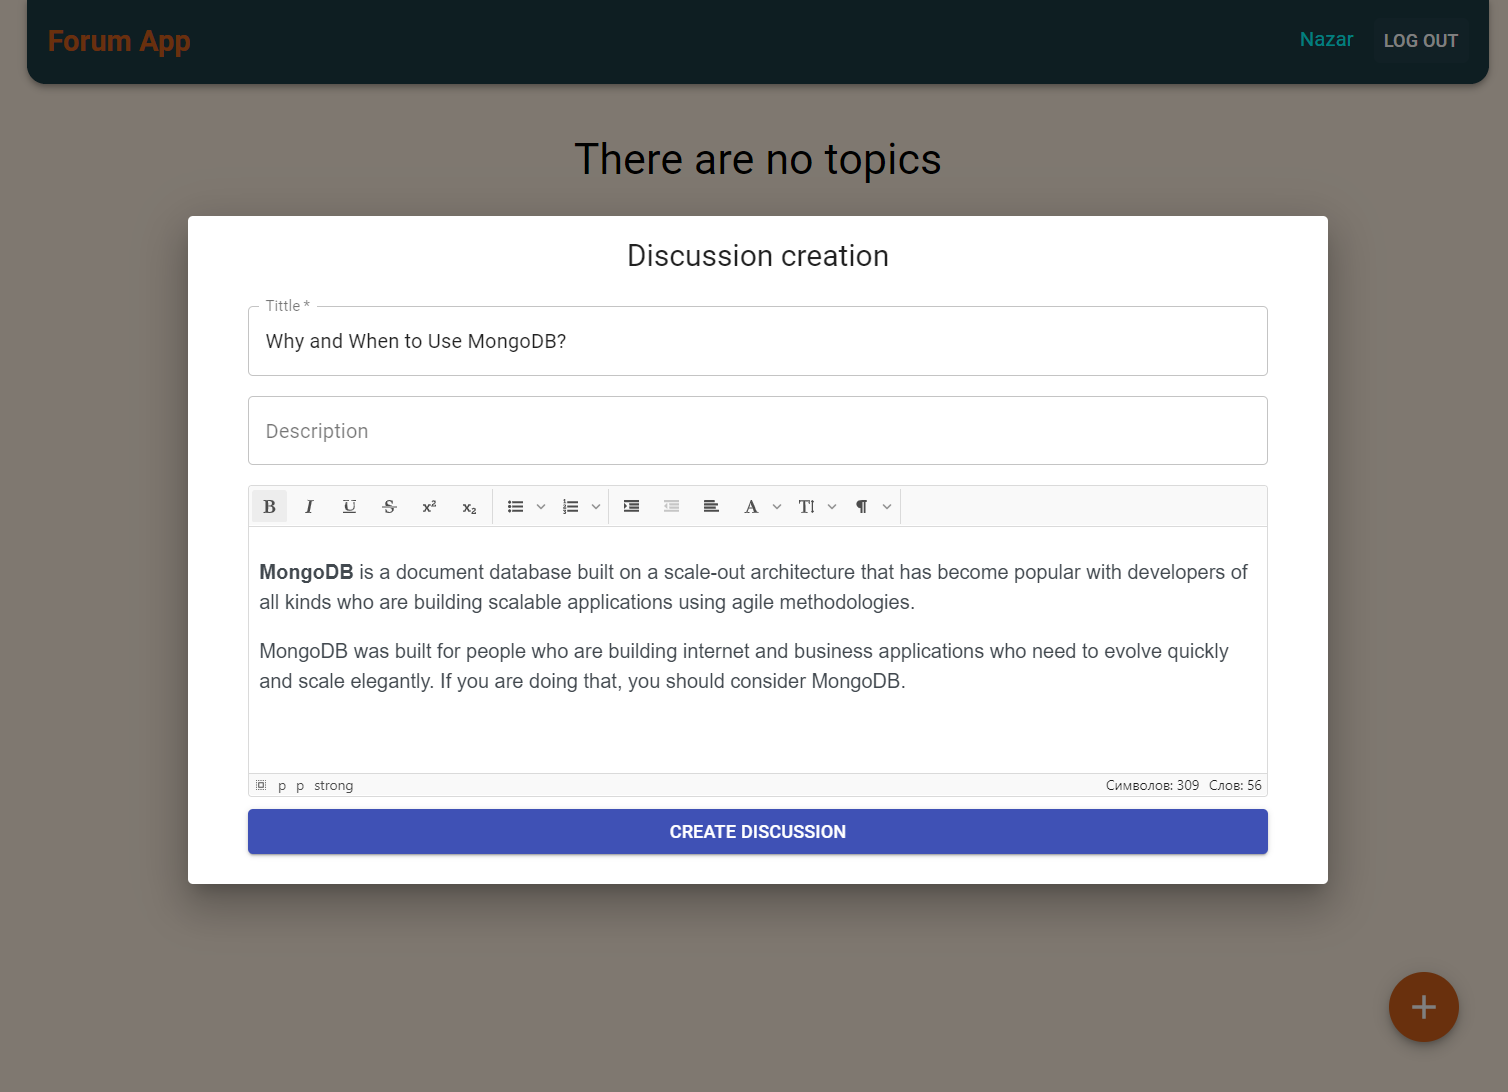 Forum App
Nazar LOG OUT
There are no topics
Discussion creation
Tittle *
Why and When to Use MongoDB?
Description
B I U S x² x₂ A T ¶
MongoDB is a document database built on a scale-out architecture that has become popular with developers of
all kinds who are building scalable applications using agile methodologies.
MongoDB was built for people who are building internet and business applications who need to evolve quickly
and scale elegantly. If you are doing that, you should consider MongoDB.
p p strong
Символов: 309 Слов: 56
CREATE DISCUSSION